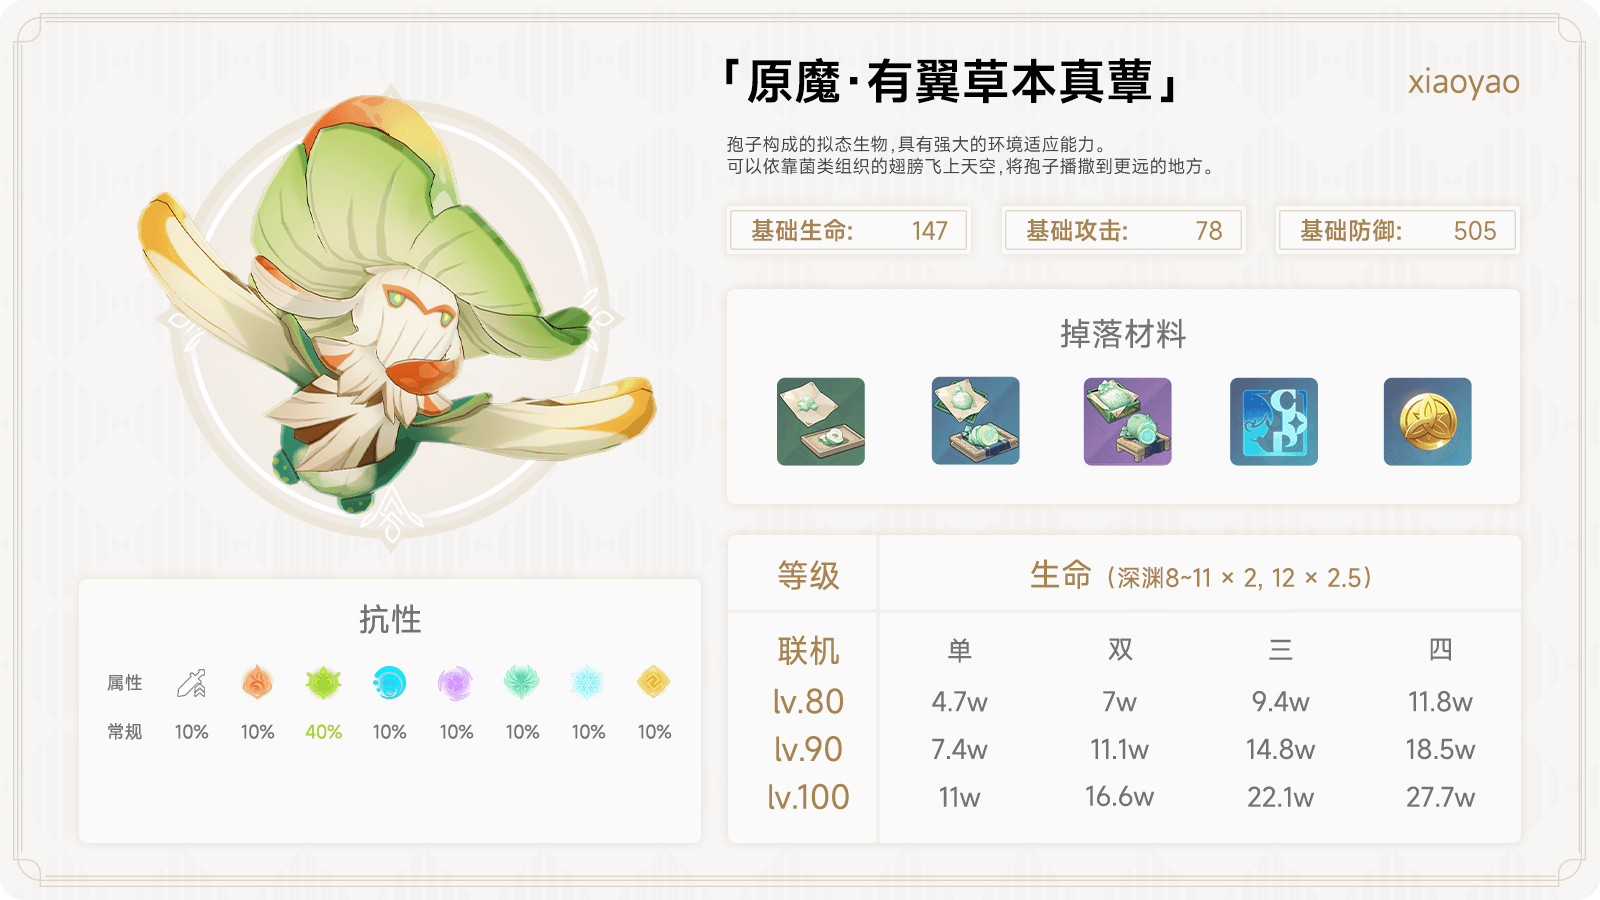 「原魔·有翼草本真蕈」
xiaoyao
孢子构成的拟态生物,具有强大的环境适应能力。
可以依靠菌类组织的翅膀飞上天空,将孢子播撒到更远的地方。
基础生命: 147
基础攻击: 78
基础防御: 505
掉落材料
抗性
属性
常规 10% 10% 40% 10% 10% 10% 10% 10%
等级 生命 (深渊8~11 × 2, 12 × 2.5)
联机 单 双 三 四
lv.80 4.7w 7w 9.4w 11.8w
lv.90 7.4w 11.1w 14.8w 18.5w
lv.100 11w 16.6w 22.1w 27.7w